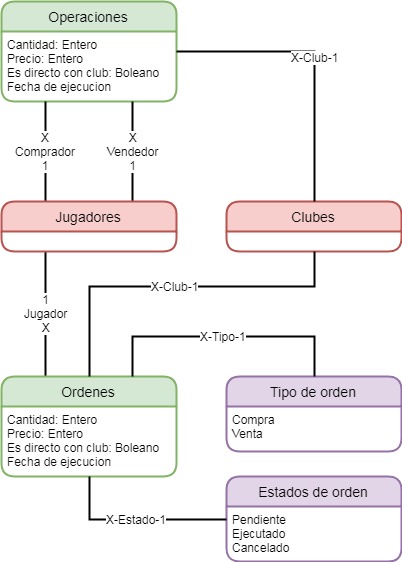 Operaciones
Cantidad: Entero
Precio: Entero
Es directo con club: Boleano
Fecha de ejecucion
X-Club-1
X
Comprador
1
X
Vendedor
1
Jugadores
Clubes
X-Club-1
1
Jugador
X
X-Tipo-1
Ordenes
Cantidad: Entero
Precio: Entero
Es directo con club: Boleano
Fecha de ejecucion
Tipo de orden
Compra
Venta
X-Estado-1
Estados de orden
Pendiente
Ejecutado
Cancelado